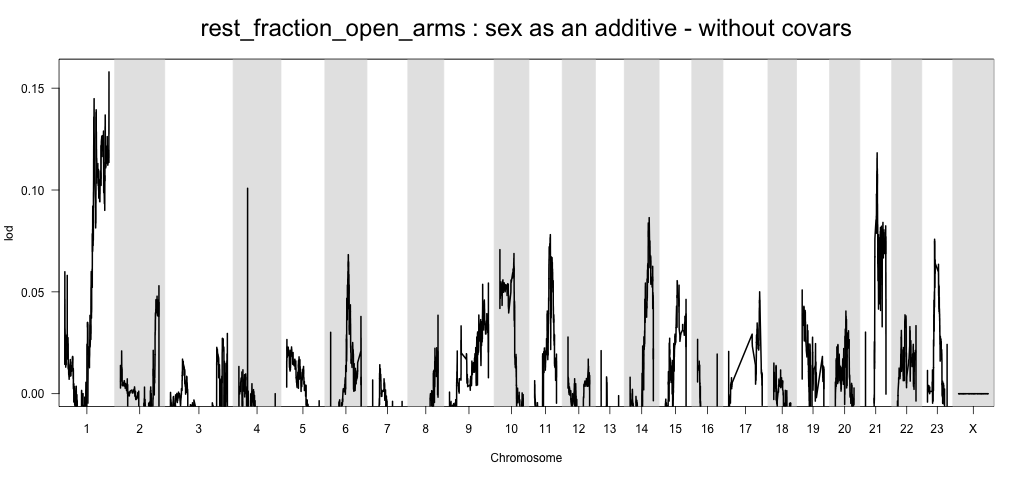 rest_fraction_open_arms : sex as an additive - without covars
0.15
0.10
0.05
0.00
lod
1 2 3 4 5 6 7 8 9 10 11 12 13 14 15 16 17 18 19 20 21 22 23 X
Chromosome